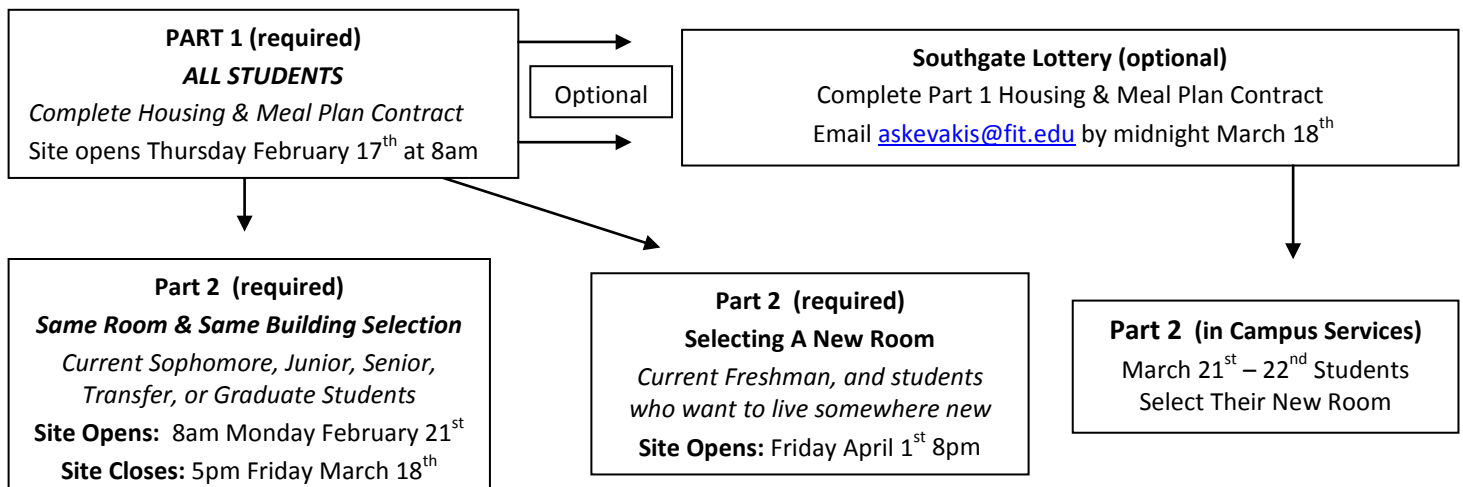 PART 1 (required)
ALL STUDENTS
Complete Housing & Meal Plan Contract
Site opens Thursday February 17th at 8am
Optional
Southgate Lottery (optional)
Complete Part 1 Housing & Meal Plan Contract
Email askevakis@fit.edu by midnight March 18th
Part 2 (required)
Same Room & Same Building Selection
Current Sophomore, Junior, Senior,
Transfer, or Graduate Students
Site Opens: 8am Monday February 21st
Site Closes: 5pm Friday March 18th
Part 2 (required)
Selecting A New Room
Current Freshman, and students
who want to live somewhere new
Site Opens: Friday April 1st 8pm
Part 2 (in Campus Services)
March 21st – 22nd Students
Select Their New Room